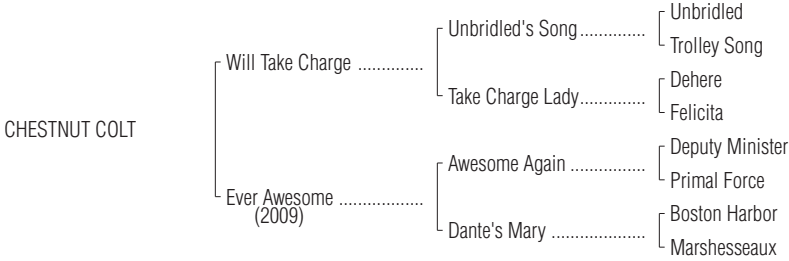 Unbridled
Unbridled's Song..............
Trolley Song
Will Take Charge ..............
Dehere
Take Charge Lady..............
Felicita
CHESTNUT COLT
Deputy Minister
Awesome Again ................
Primal Force
Ever Awesome ..................
(2009)
Boston Harbor
Dante's Mary ....................
Marshesseaux